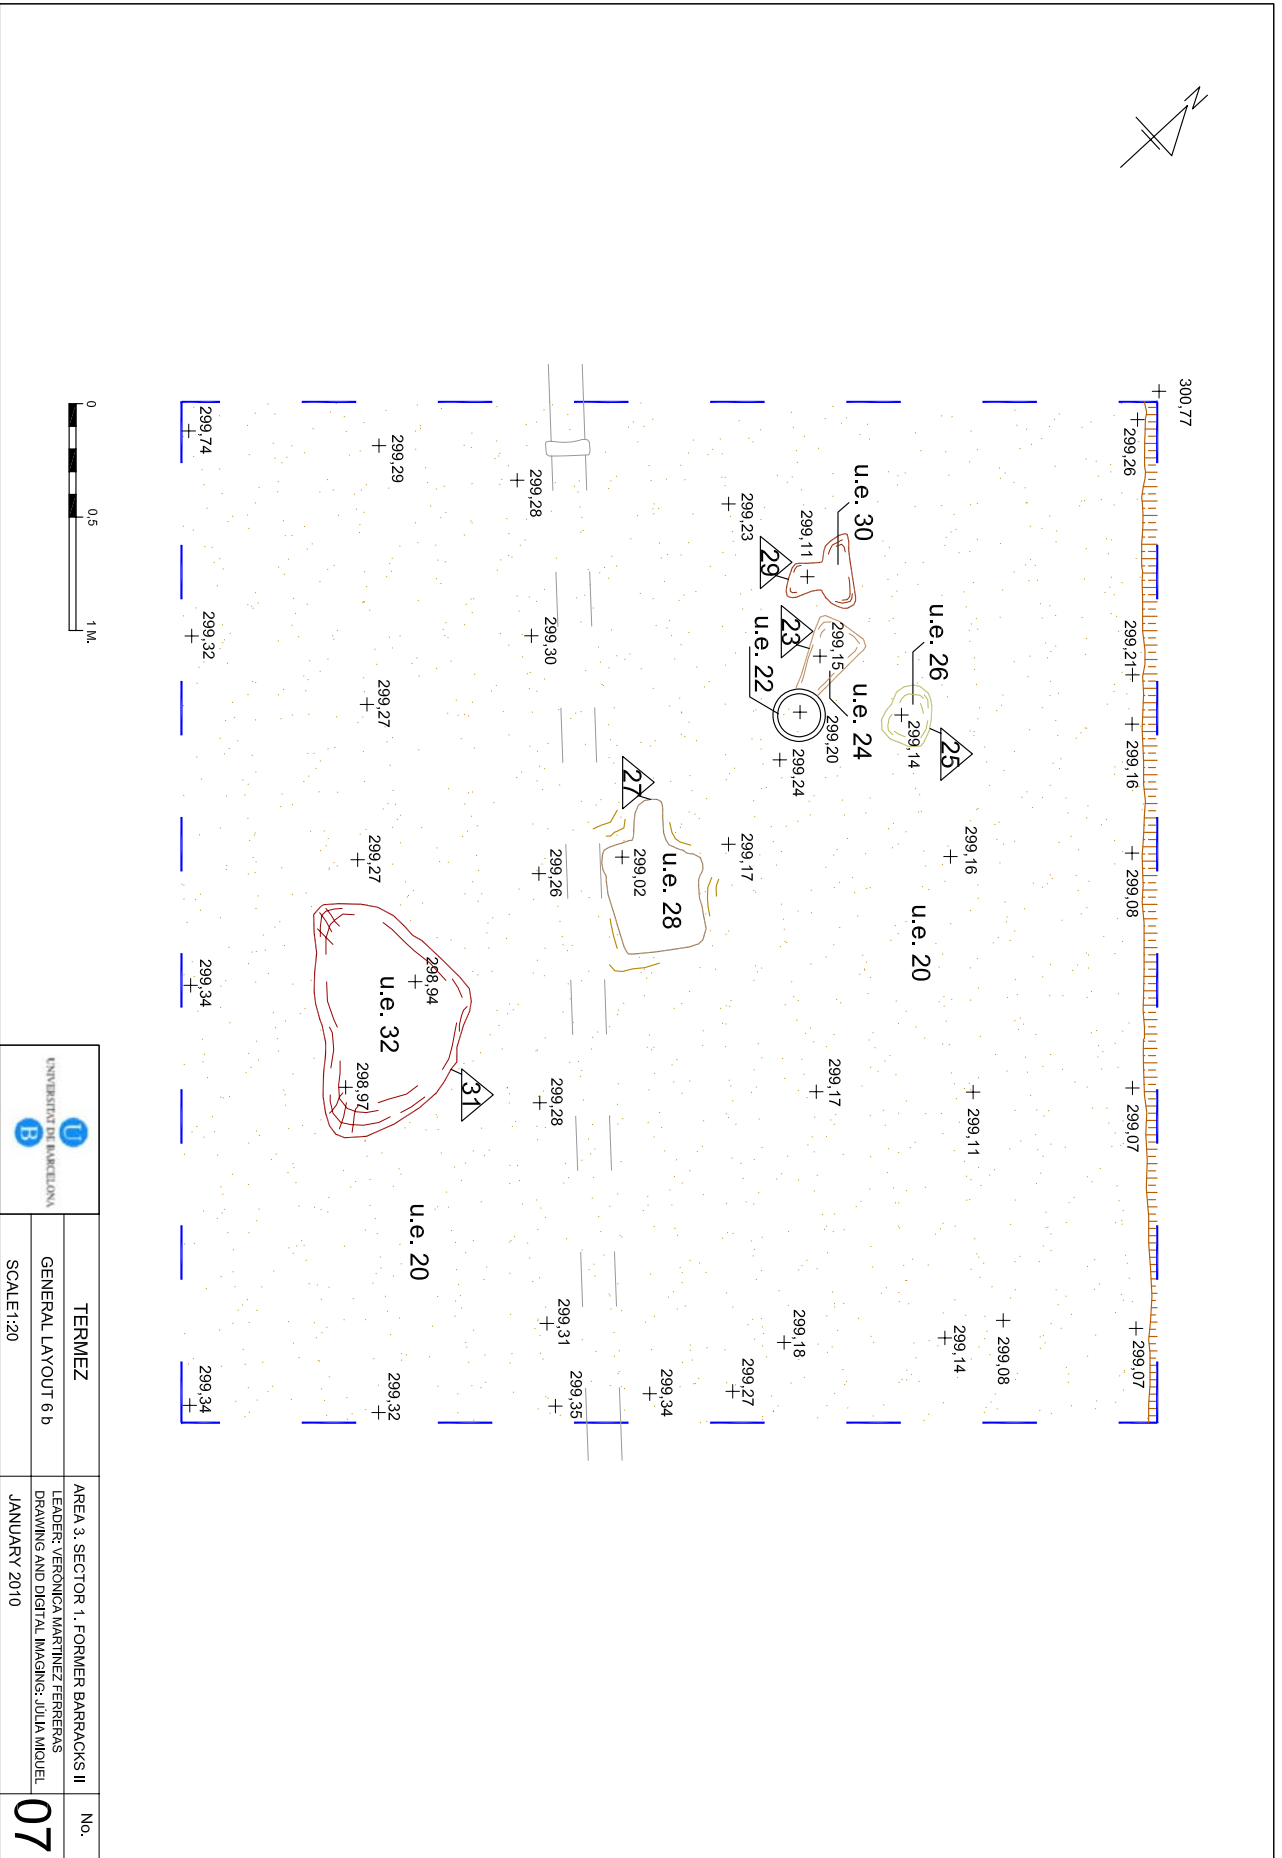 N
300,77
299,26
299,21
299,16
299,08
299,07
299,07
299,08
299,16
299,11
299,14
u.e. 26
25
299,14
u.e. 20
u.e. 30
u.e. 24
299,15
299,20
299,17
299,11
299,24
299,18
29
23
u.e. 22
299,23
299,17
299,27
u.e. 28
299,34
27
299,02
299,28
299,30
299,26
299,28
299,31
299,35
31
298,94
u.e. 20
299,29
299,27
299,27
u.e. 32
298,97
299,32
299,74
299,32
299,34
299,34
0 0,5 1 M.
U
B
UNIVERSITAT DE BARCELONA
TERMEZ
GENERAL LAYOUT 6 b
SCALE1:20
AREA 3. SECTOR 1. FORMER BARRACKS II
LEADER: VERÒNICA MARTINEZ FERRERAS
DRAWING AND DIGITAL IMAGING: JÚLIA MIQUEL
JANUARY 2010
No.
07